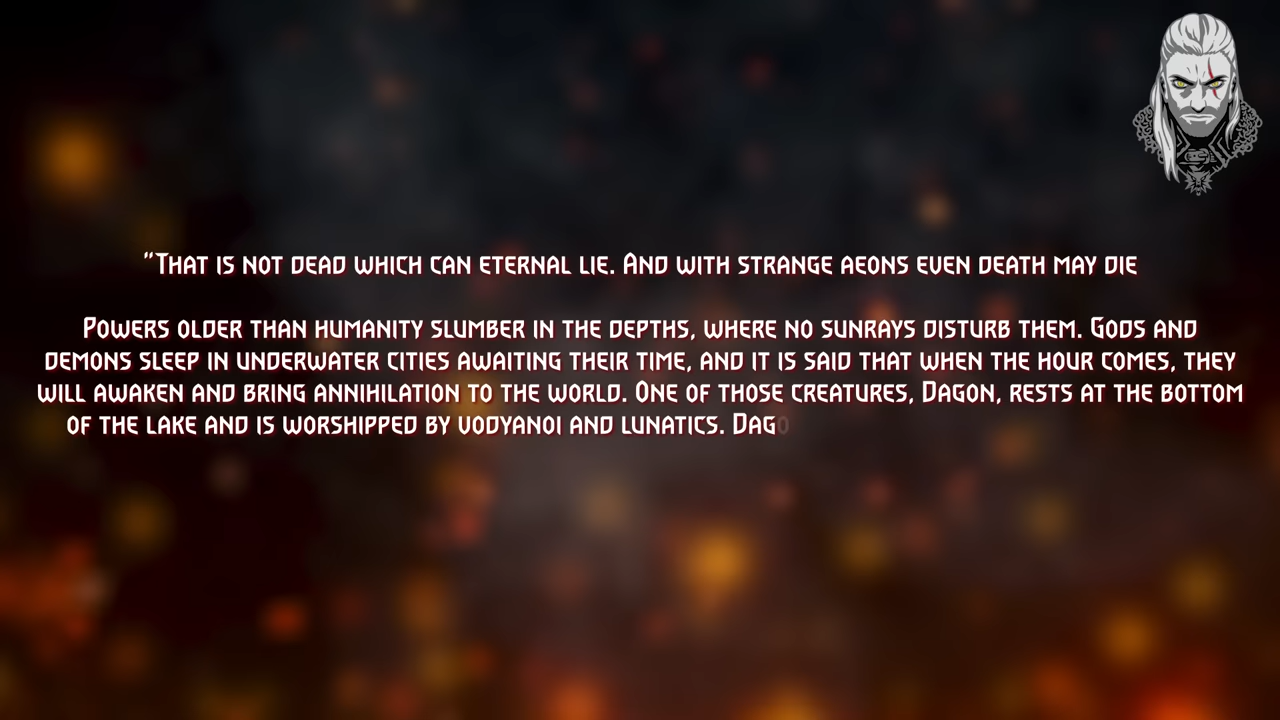 "That is not dead which can eternal lie. And with strange aeons even death may die
Powers older than humanity slumber in the depths, where no sunrays disturb them. Gods and
demons sleep in underwater cities awaiting their time, and it is said that when the hour comes, they
will awaken and bring annihilation to the world. One of those creatures, Dagon, rests at the bottom
of the lake and is worshipped by vodyanoi and lunatics. Dago